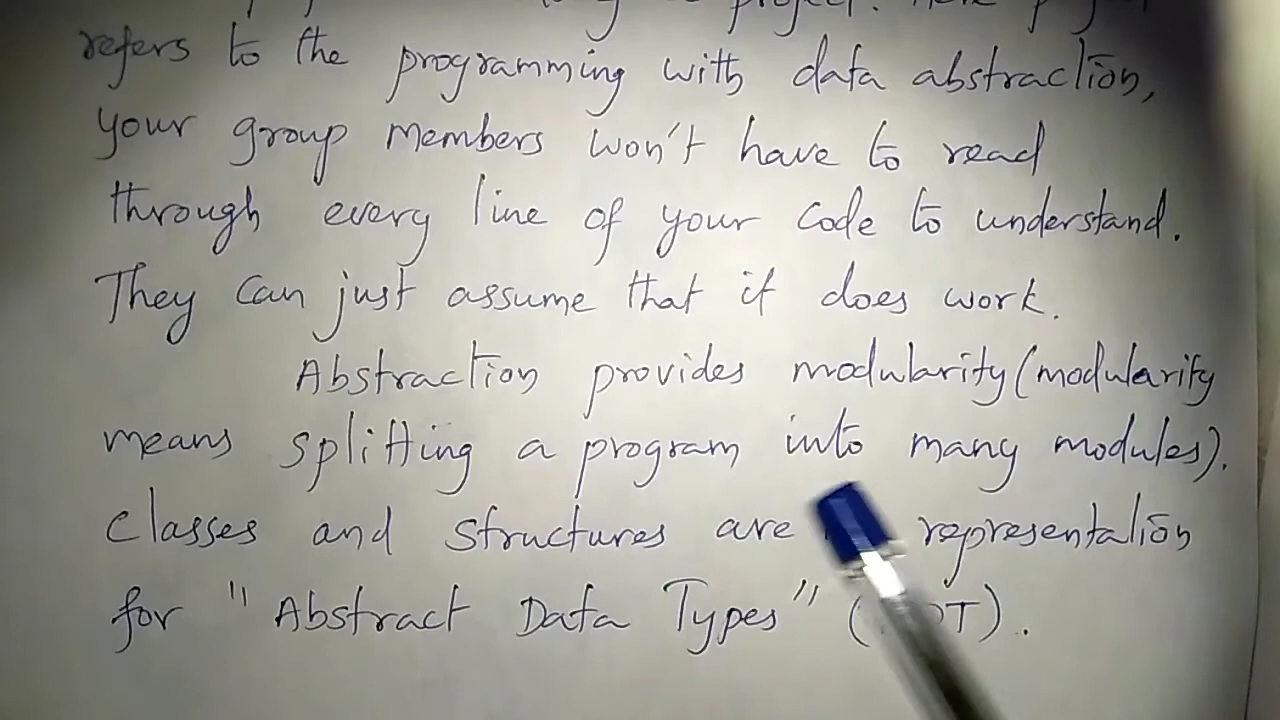 refers to the programming with data abstraction,
your group members won't have to read
through every line of your code to understand.
They can just assume that it does work.
Abstraction provides modularity (modularity
means splitting a program into many modules).
Classes and structures are representation
for "Abstract Data Types" ( DT).